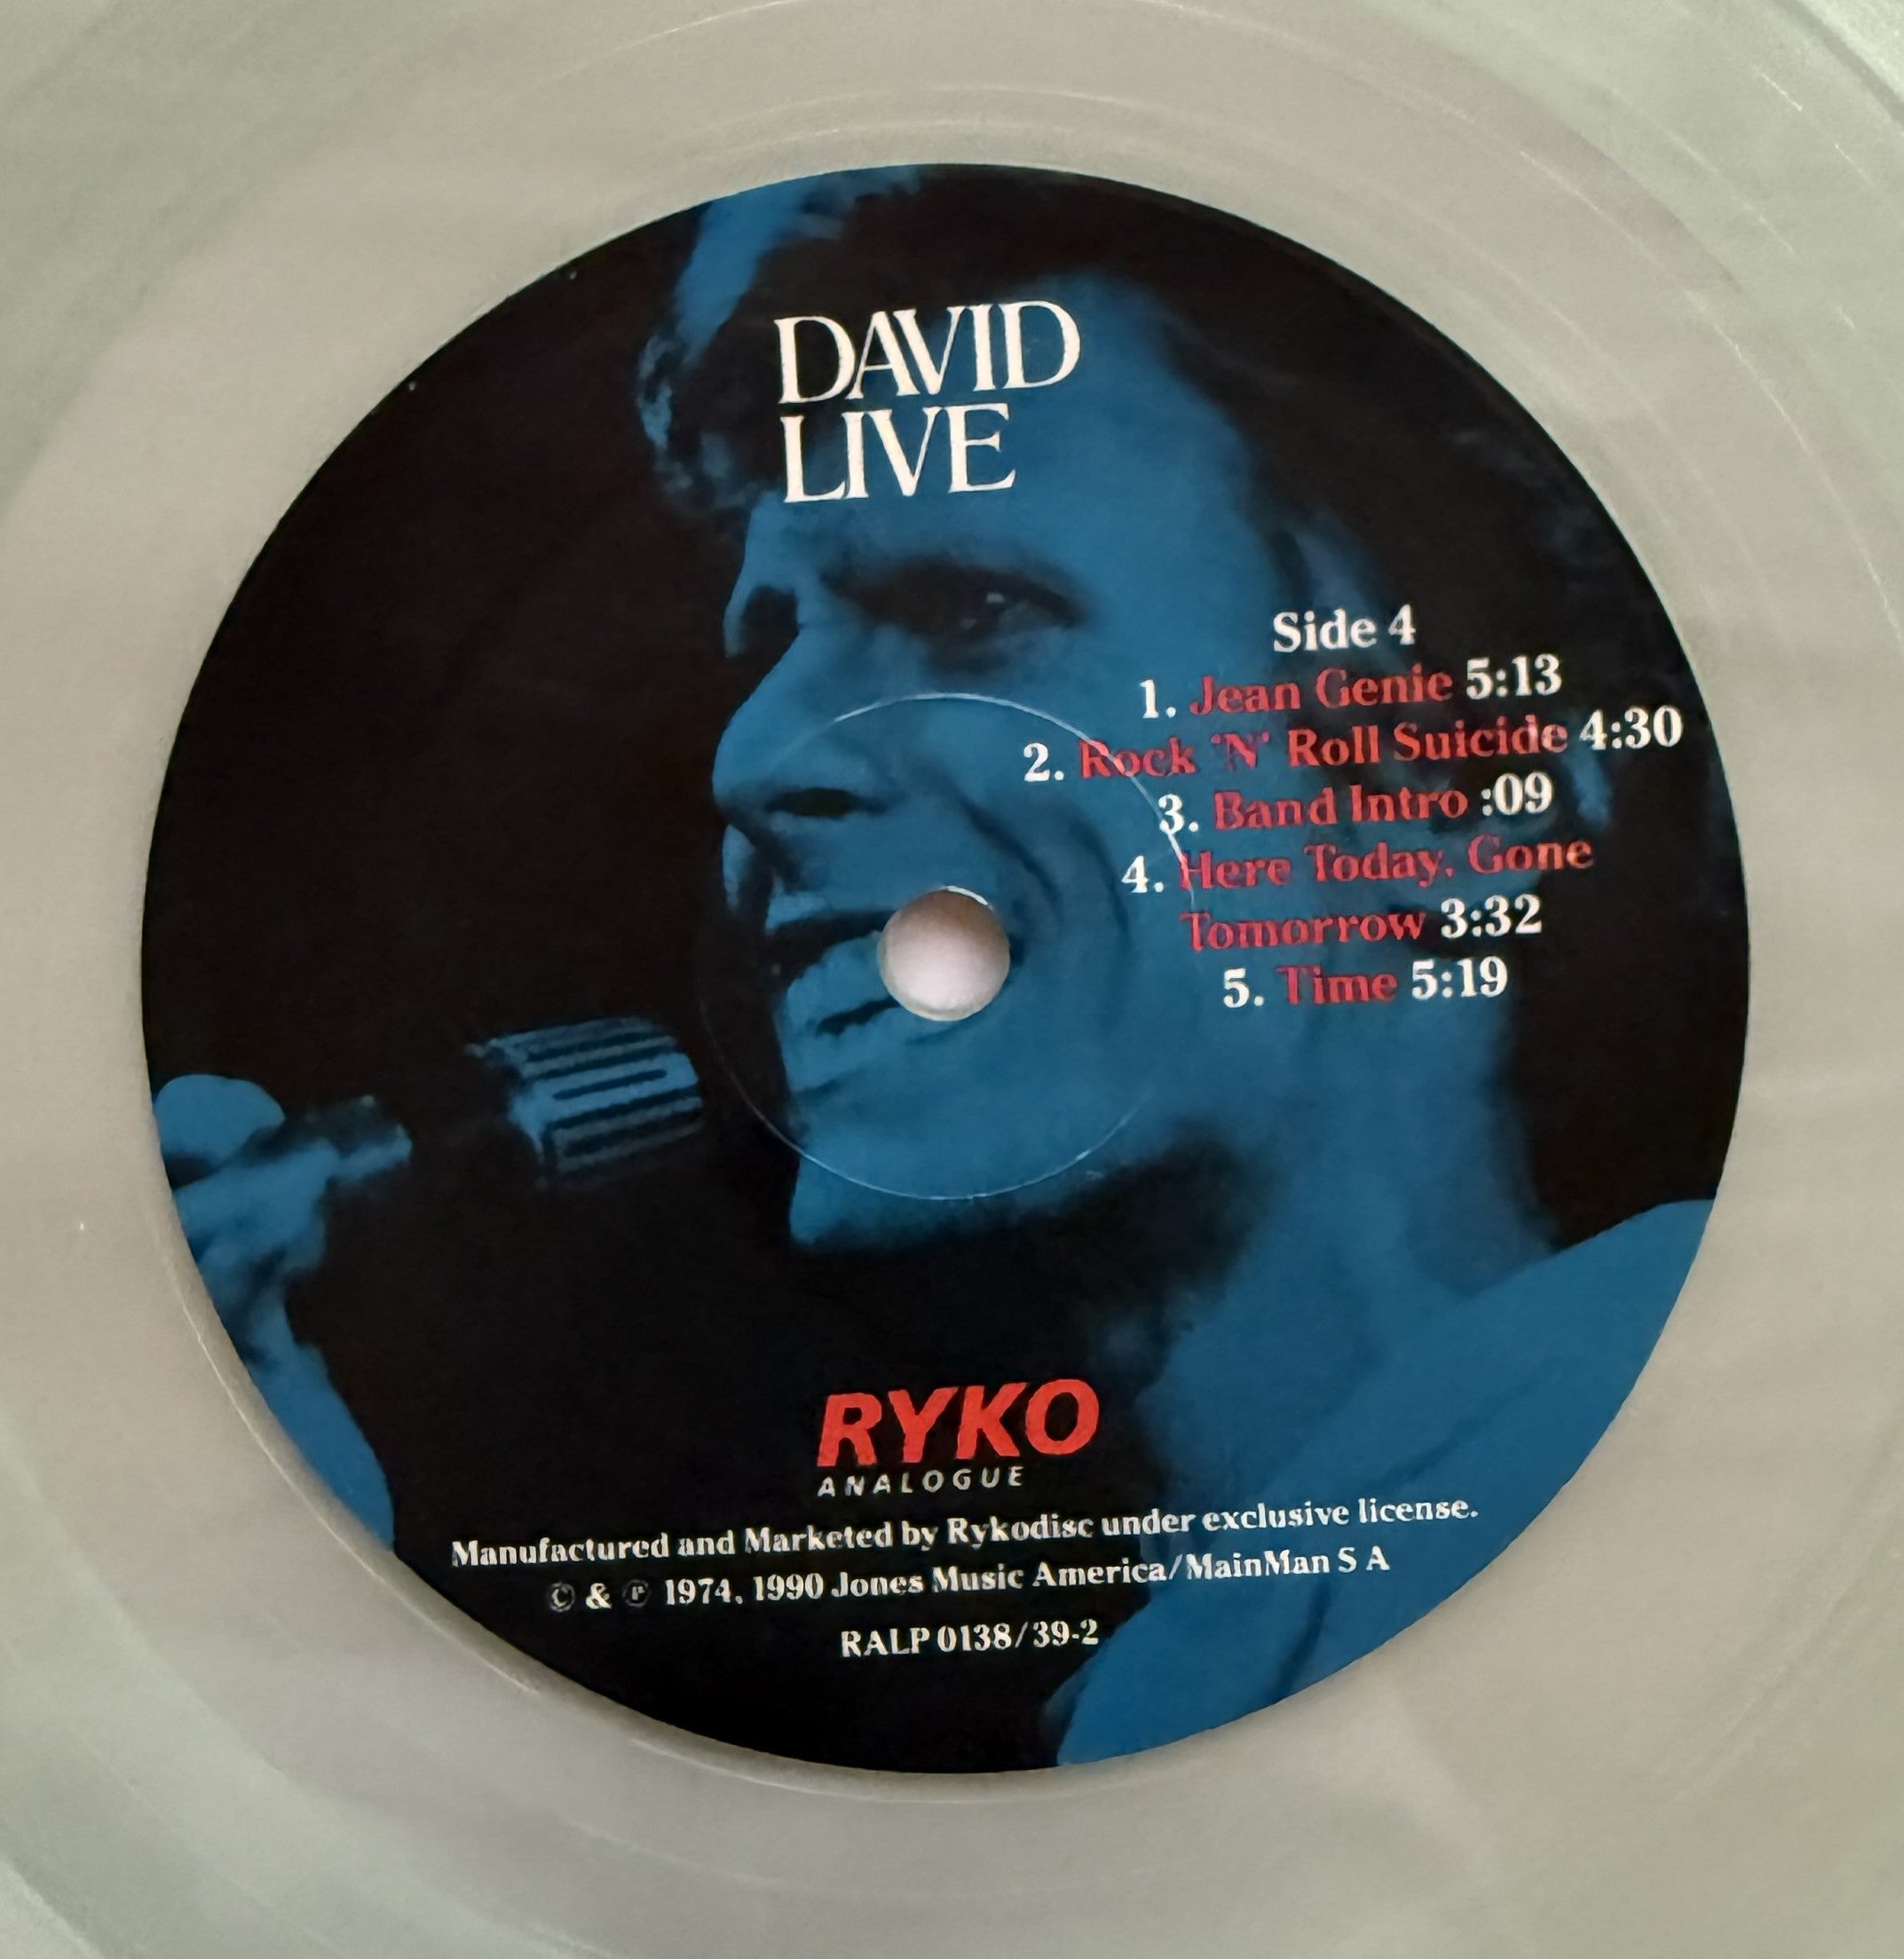 DAVID
LIVE
Side 4
1. Jean Genie 5:13
2. Rock 'N' Roll Suicide 4:30
3. Band Intro :09
4. Here Today, Gone
Tomorrow 3:32
5. Time 5:19
RYKO
ANALOGUE
Manufactured and Marketed by Rykodisc under exclusive license.
© & ℗ 1974, 1990 Jones Music America/MainMan S A
RALP 0138/39-2